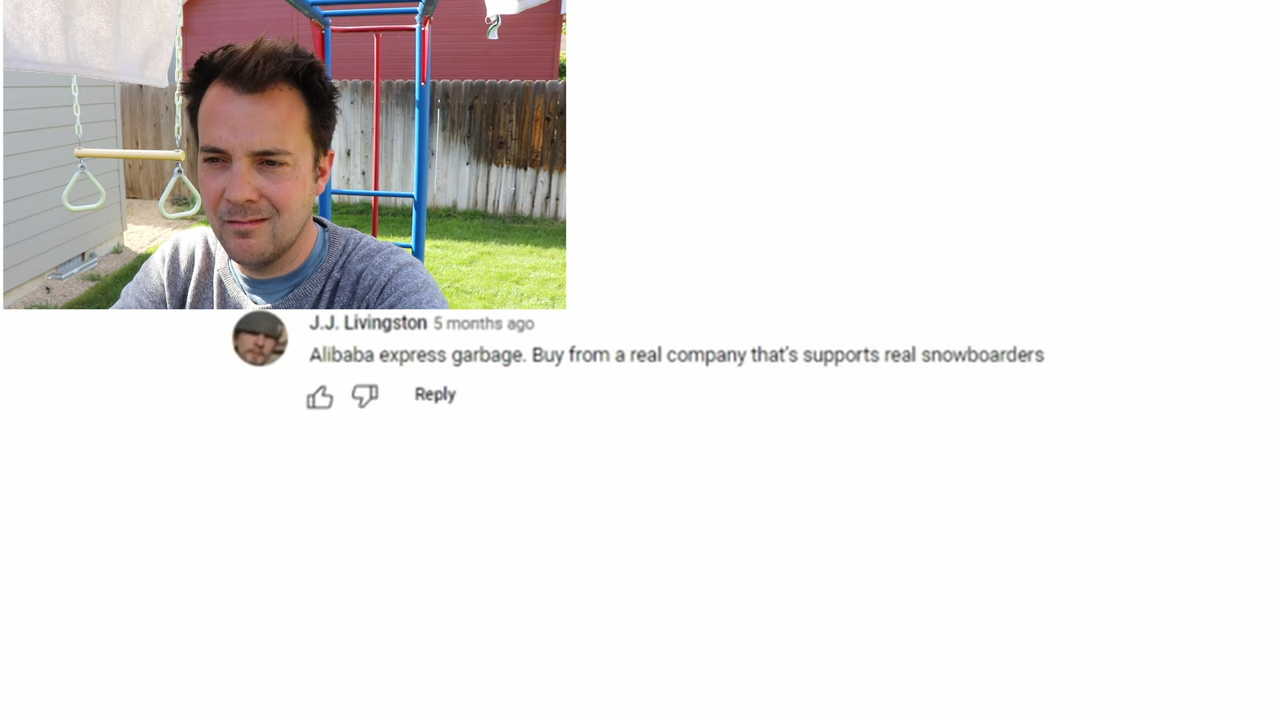 J.J. Livingston 5 months ago
Alibaba express garbage. Buy from a real company that's supports real snowboarders
Reply